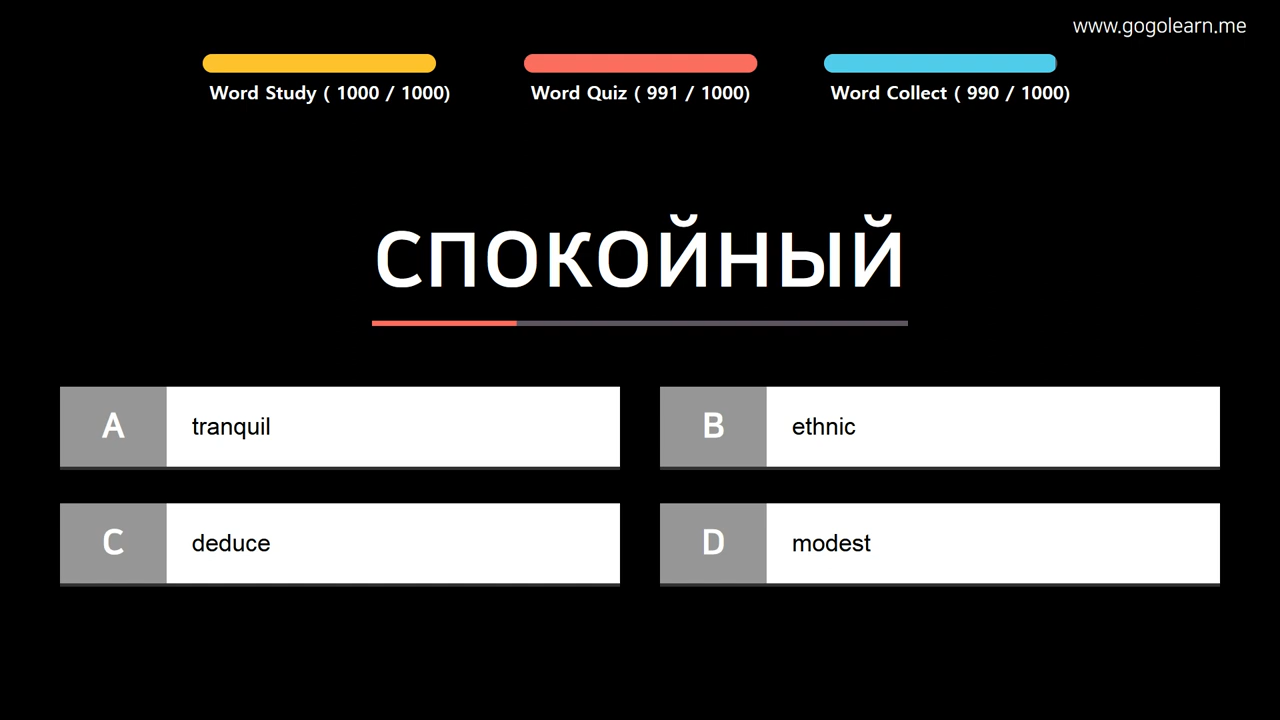 www.gogolearn.me
Word Study ( 1000 / 1000)
Word Quiz ( 991 / 1000)
Word Collect ( 990 / 1000)
спокойный
A tranquil
B ethnic
C deduce
D modest